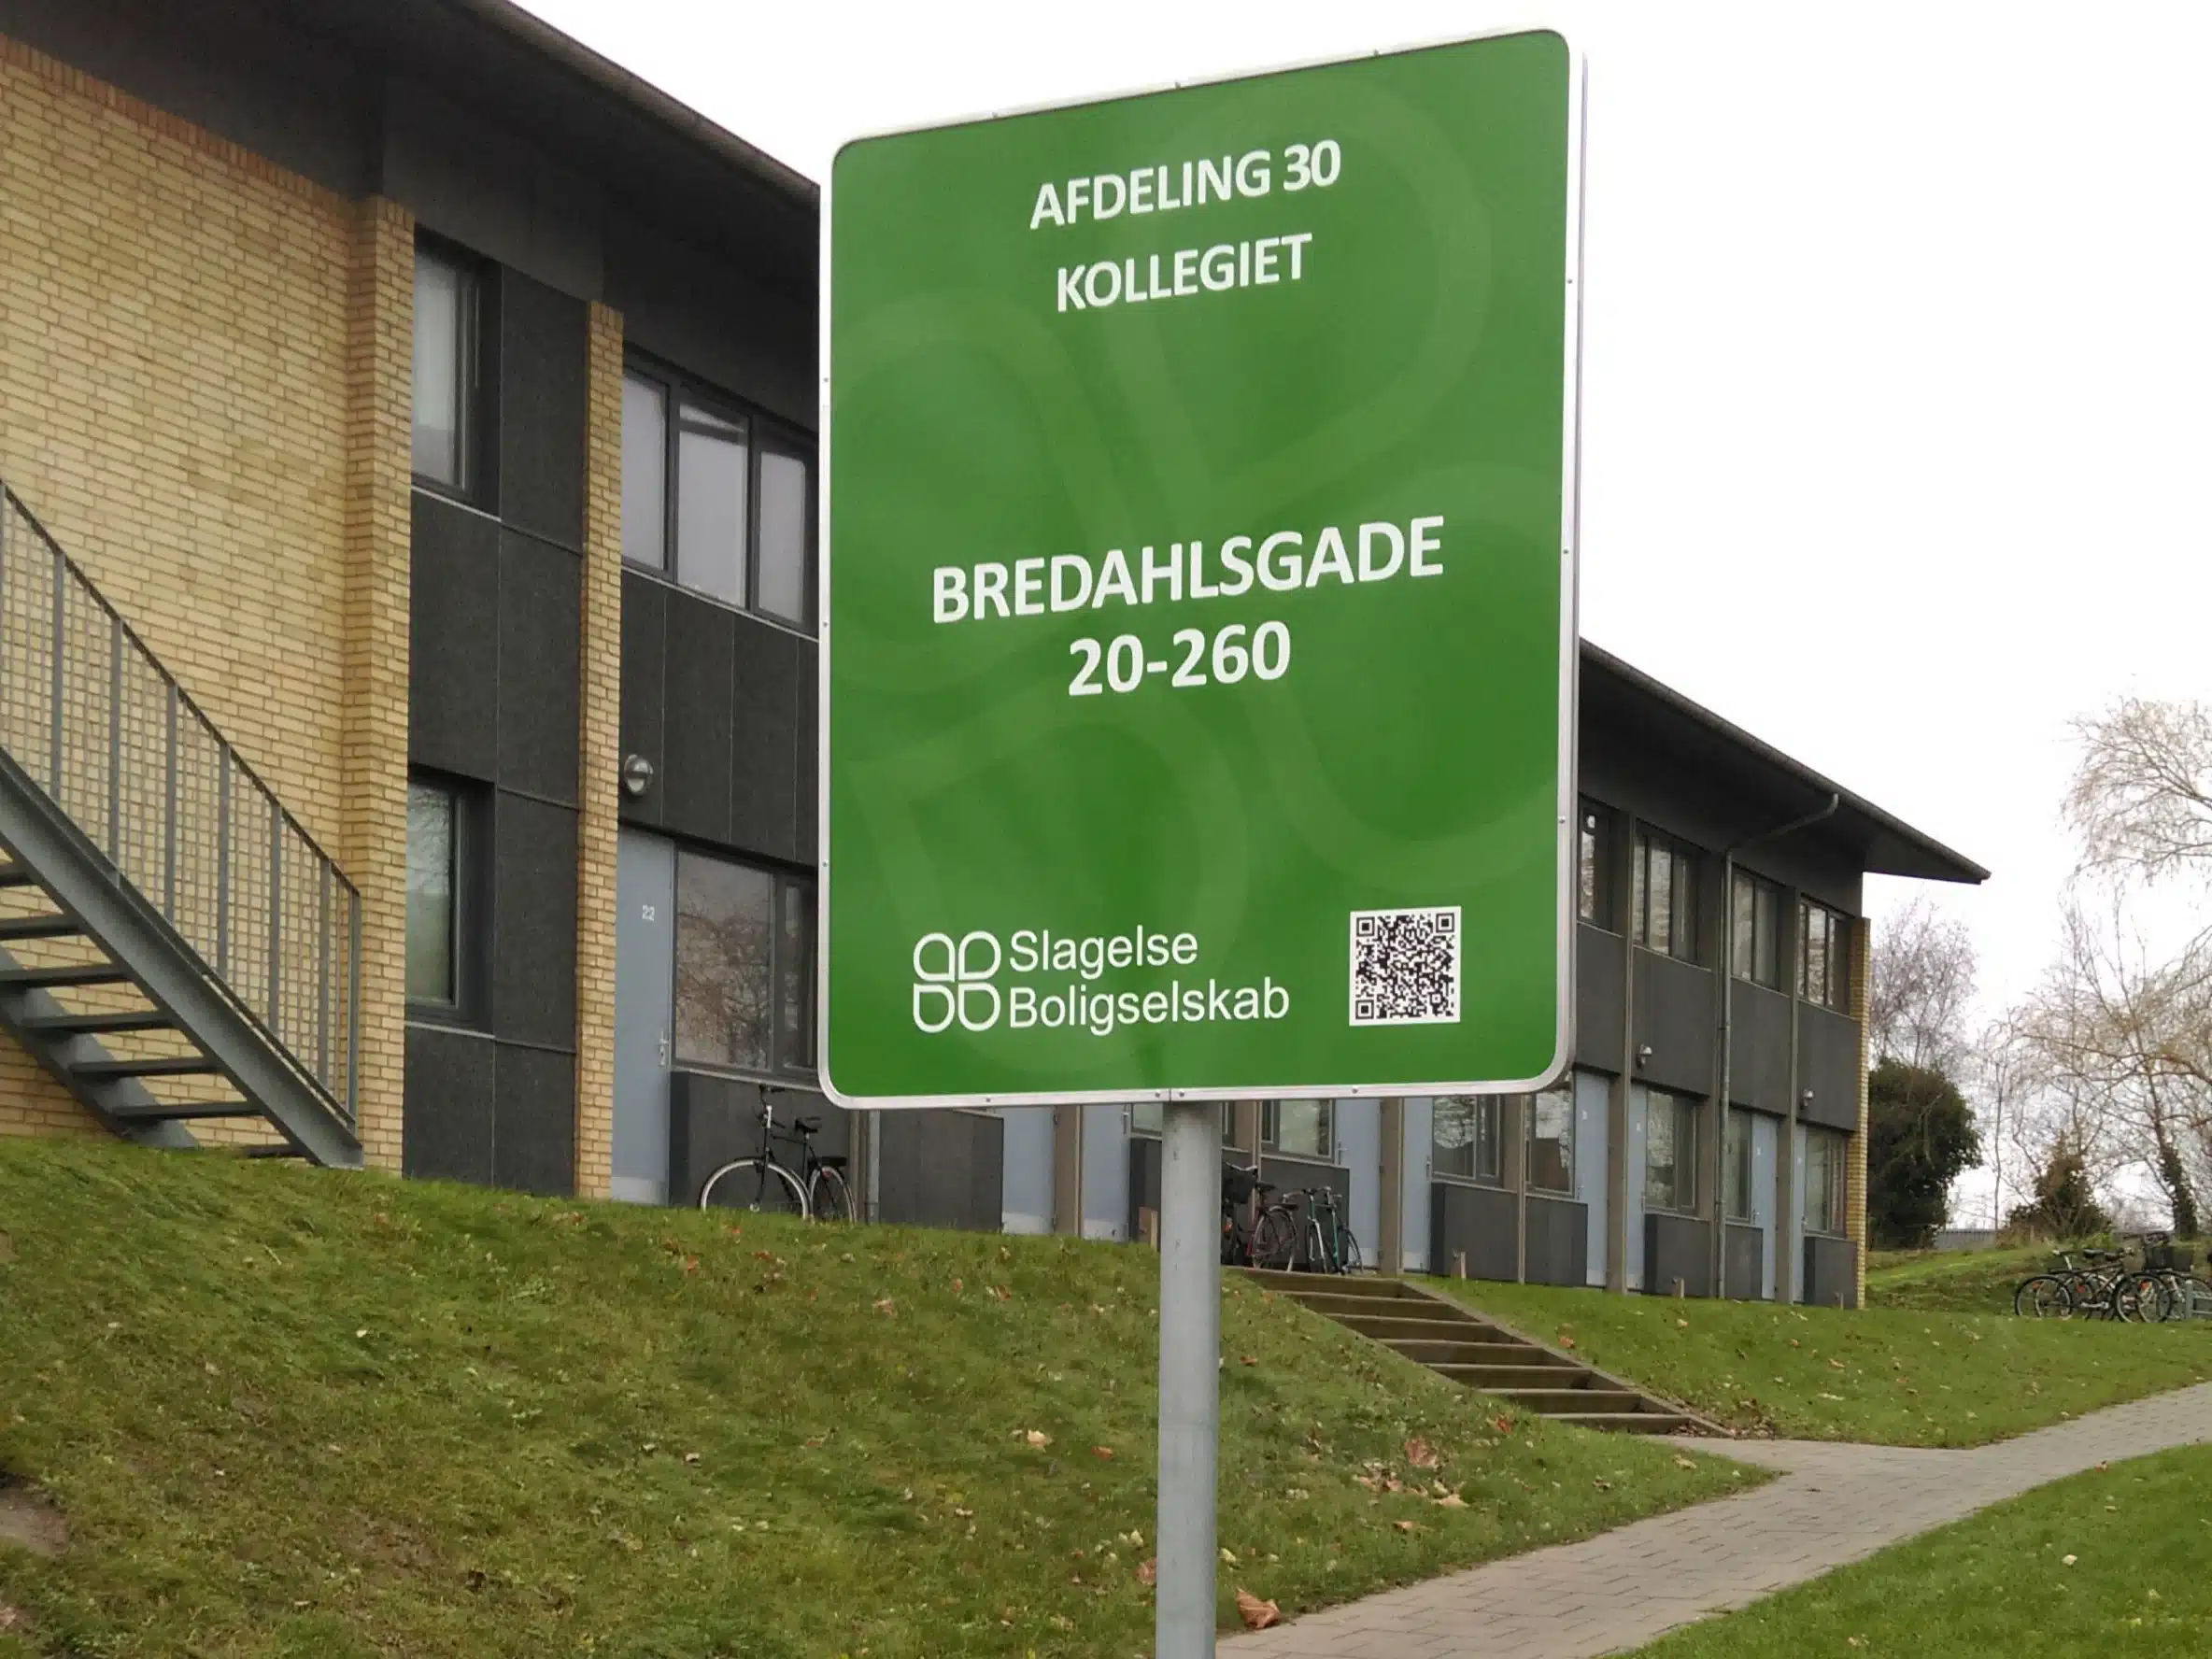 AFDELING 30
KOLLEGIET
BREDAHLSGADE
20-260
Slagelse
Boligselskab
22